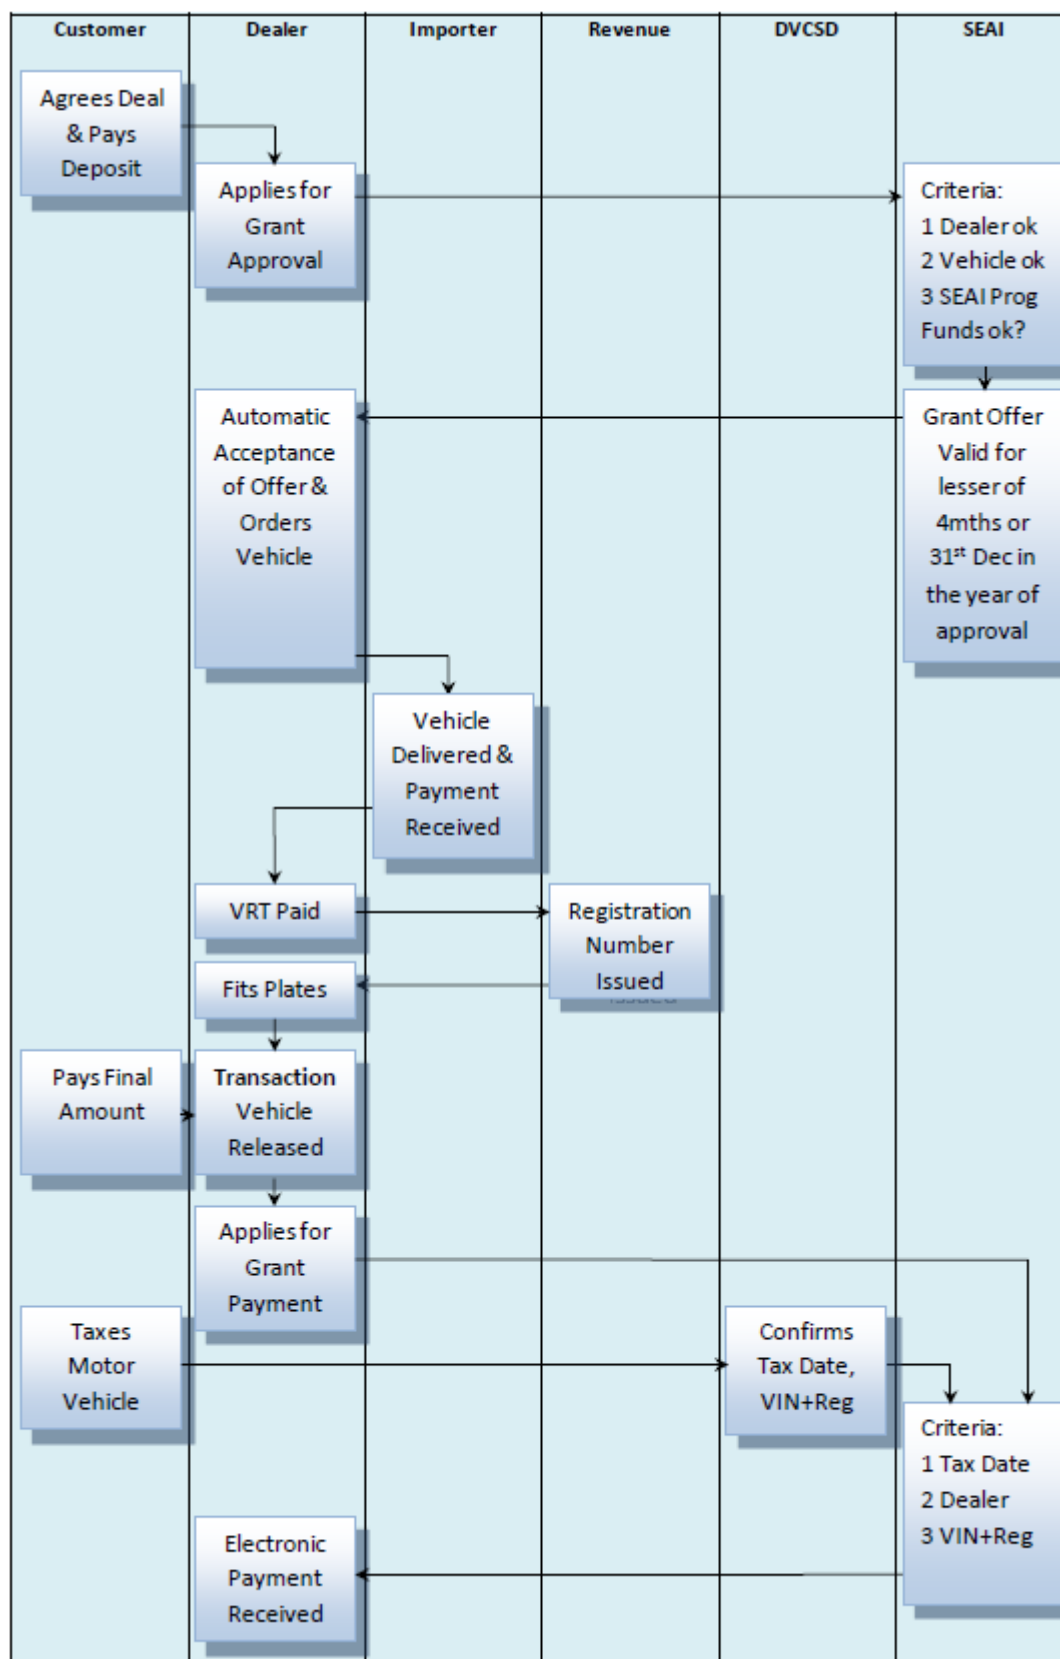 Customer Dealer Importer Revenue DVCSD SEAI
Agrees Deal
& Pays
Deposit
Applies for
Grant
Approval
Criteria:
1 Dealer ok
2 Vehicle ok
3 SEAI Prog
Funds ok?
Automatic
Acceptance
of Offer &
Orders
Vehicle
Grant Offer
Valid for
lesser of
4mths or
31st Dec in
the year of
approval
Vehicle
Delivered &
Payment
Received
VRT Paid
Registration
Number
Issued
Fits Plates
Pays Final
Amount
Transaction
Vehicle
Released
Applies for
Grant
Payment
Taxes
Motor
Vehicle
Confirms
Tax Date,
VIN+Reg
Criteria:
1 Tax Date
2 Dealer
3 VIN+Reg
Electronic
Payment
Received